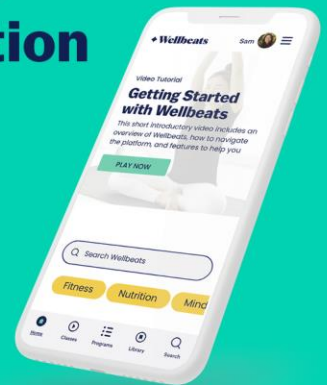 tion
Wellbeats
Sam
Video Tutorial
Getting Started
with Wellbeats
This short introductory video includes an
overview of Wellbeats, how to navigate
the platform, and features to help you
PLAY NOW
Search Wellbeats
Fitness
Nutrition
Mind
Home
Classes
Programs
Library
Search